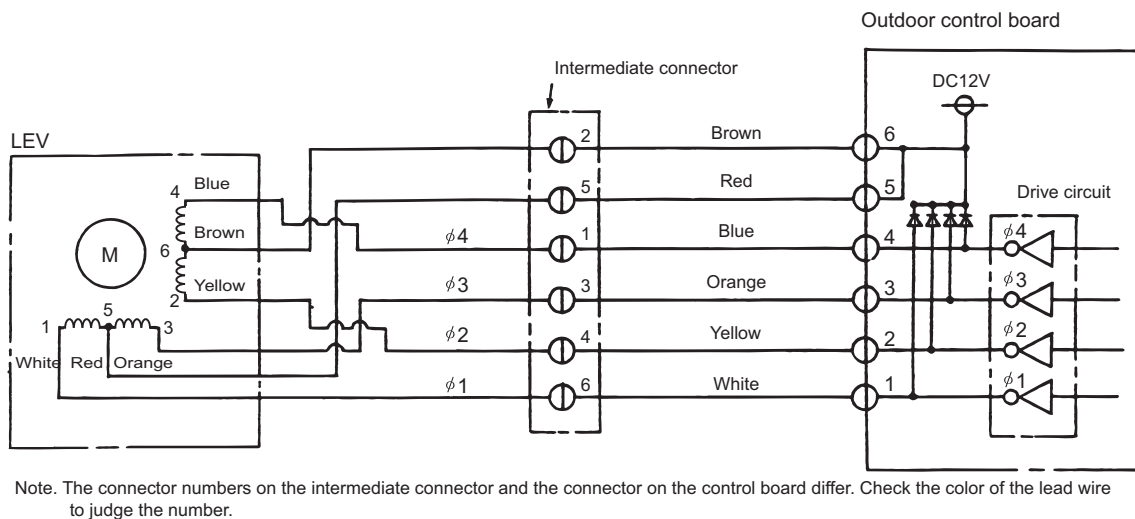 Outdoor control board
Intermediate connector
DC12V
LEV
2 Brown 6
5 Red 5
Drive circuit
4 Blue
ϕ4 1 Blue 4 ϕ4
Brown
6
M
ϕ3 3 Orange 3 ϕ3
Yellow
2
5
1 3
ϕ2 4 Yellow 2 ϕ2
White Red Orange
ϕ1 6 White 1 ϕ1
Note. The connector numbers on the intermediate connector and the connector on the control board differ. Check the color of the lead wire
to judge the number.